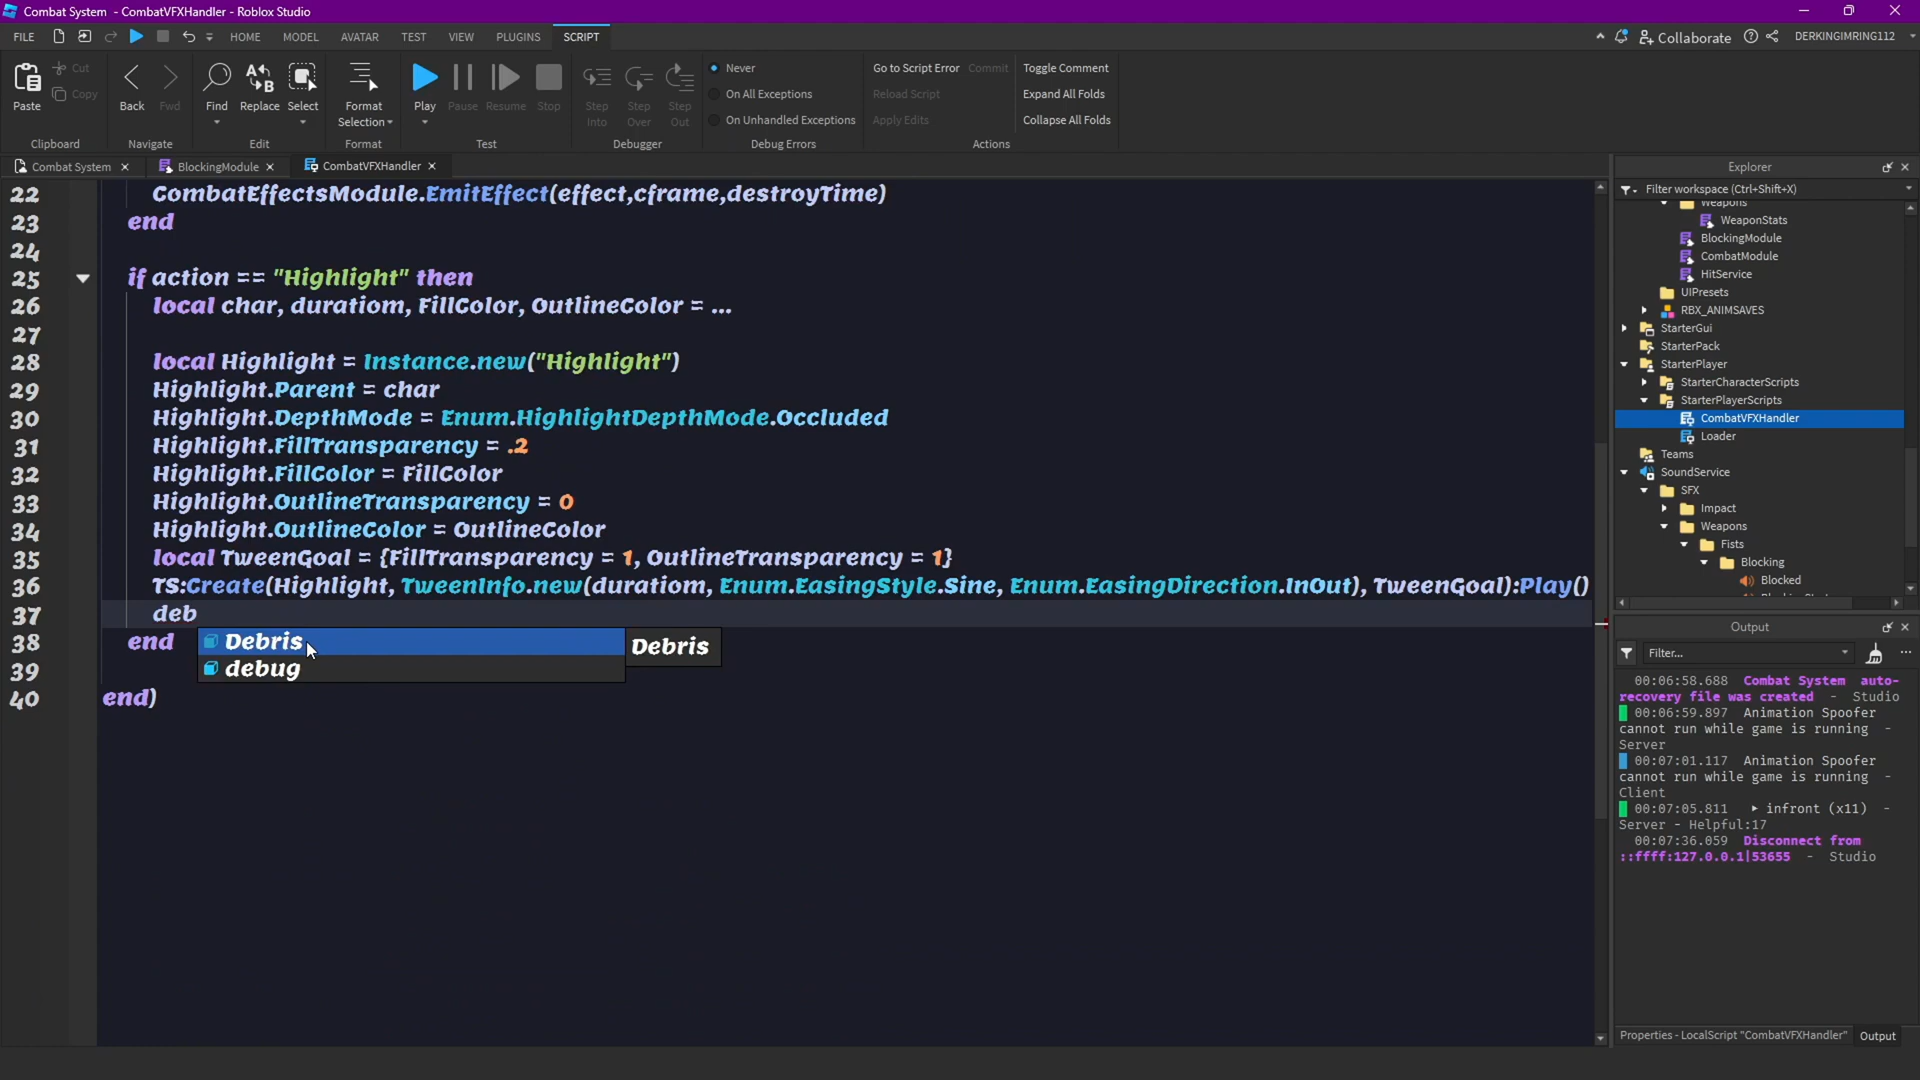 Combat System - CombatVFXHandler - Roblox Studio
FILE HOME MODEL AVATAR TEST VIEW PLUGINS SCRIPT Collaborate DERKINGIMRING112
Paste Cut Copy Back Fwd Find Replace Select Format Selection Play Pause Resume Stop Step Into Step Over Step Out
Never
On All Exceptions
On Unhandled Exceptions
Go to Script Error Commit
Reload Script
Apply Edits
Toggle Comment
Expand All Folds
Collapse All Folds
Clipboard Navigate Edit Format Test Debugger Debug Errors Actions
Combat System BlockingModule CombatVFXHandler
22 CombatEffectsModule.EmitEffect(effect,cframe,destroyTime)
23 end
24
25 if action == "Highlight" then
26 local char, duratiom, FillColor, OutlineColor = ...
27
28 local Highlight = Instance.new("Highlight")
29 Highlight.Parent = char
30 Highlight.DepthMode = Enum.HighlightDepthMode.Occluded
31 Highlight.FillTransparency = .2
32 Highlight.FillColor = FillColor
33 Highlight.OutlineTransparency = 0
34 Highlight.OutlineColor = OutlineColor
35 local TweenGoal = {FillTransparency = 1, OutlineTransparency = 1}
36 TS:Create(Highlight, TweenInfo.new(duratiom, Enum.EasingStyle.Sine, Enum.EasingDirection.InOut), TweenGoal):Play()
37 deb
38 end
39
40 end)
Debris
debug
Debris
Explorer
Filter workspace (Ctrl+Shift+X)
Weapons
WeaponStats
BlockingModule
CombatModule
HitService
UIPresets
RBX_ANIMSAVES
StarterGui
StarterPack
StarterPlayer
StarterCharacterScripts
StarterPlayerScripts
CombatVFXHandler
Loader
Teams
SoundService
SFX
Impact
Weapons
Fists
Blocking
Blocked
Output
Filter...
00:06:58.688 Combat System auto-
recovery file was created - Studio
00:06:59.897 Animation Spoofer
cannot run while game is running -
Server
00:07:01.117 Animation Spoofer
cannot run while game is running -
Client
00:07:05.811 ▸ infront (x11) -
Server - Helpful:17
00:07:36.059 Disconnect from
::ffff:127.0.0.1|53655 - Studio
Properties - LocalScript "CombatVFXHandler" Output